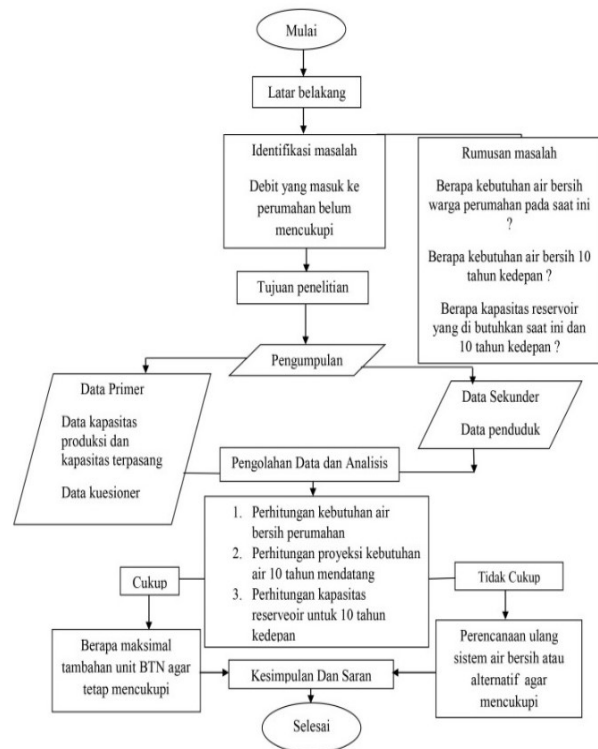 Mulai
Latar belakang
Identifikasi masalah
Debit yang masuk ke
perumahan belum
mencukupi
Rumusan masalah
Berapa kebutuhan air bersih
warga perumahan pada saat ini
?
Berapa kebutuhan air bersih 10
tahun kedepan ?
Berapa kapasitas reservoir
yang di butuhkan saat ini dan
10 tahun kedepan ?
Tujuan penelitian
Pengumpulan
Data Primer
Data kapasitas
produksi dan
kapasitas terpasang
Data kuesioner
Data Sekunder
Data penduduk
Pengolahan Data dan Analisis
1. Perhitungan kebutuhan air
bersih perumahan
2. Perhitungan proyeksi kebutuhan
air 10 tahun mendatang
3. Perhitungan kapasitas
reserveoir untuk 10 tahun
kedepan
Cukup
Tidak Cukup
Berapa maksimal
tambahan unit BTN agar
tetap mencukupi
Kesimpulan Dan Saran
Perencanaan ulang
sistem air bersih atau
alternatif agar
mencukupi
Selesai